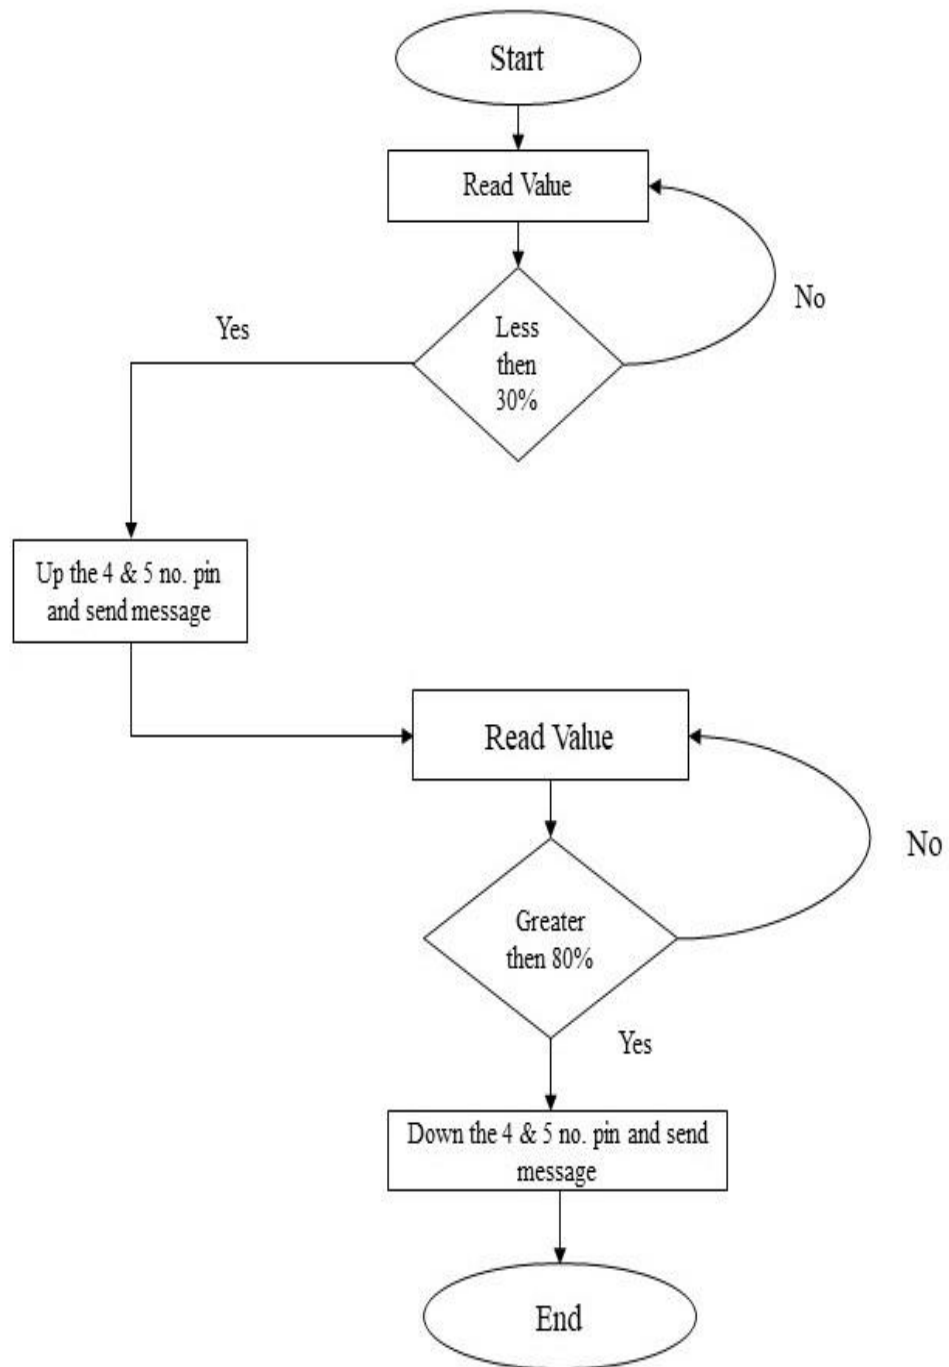 Start
Read Value
No
Yes
Less
then
30%
Up the 4 & 5 no. pin
and send message
Read Value
No
Greater
then 80%
Yes
Down the 4 & 5 no. pin and send
message
End